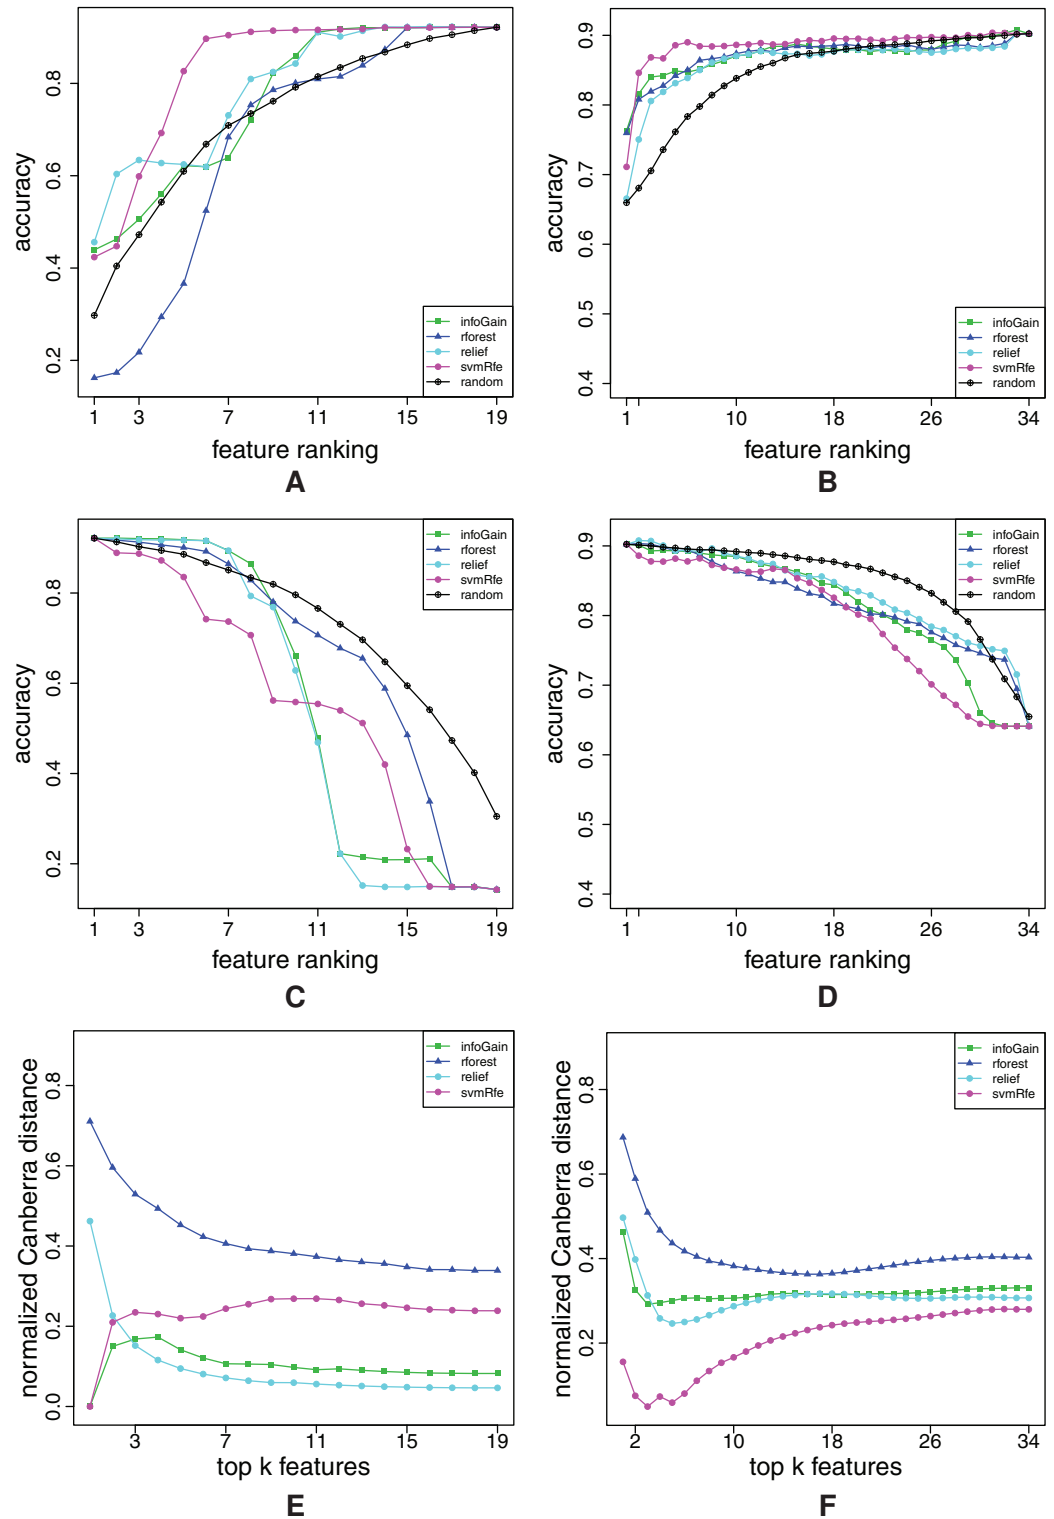 accuracy
0.8
0.6
0.4
0.2
infoGain
rforest
relief
svmRfe
random
1 3 7 11 15 19
feature ranking
A
accuracy
0.9
0.8
0.7
0.6
0.5
0.4
infoGain
rforest
relief
svmRfe
random
1 10 18 26 34
feature ranking
B
accuracy
0.8
0.6
0.4
0.2
infoGain
rforest
relief
svmRfe
random
1 3 7 11 15 19
feature ranking
C
accuracy
0.9
0.8
0.7
0.6
0.5
0.4
infoGain
rforest
relief
svmRfe
random
1 10 18 26 34
feature ranking
D
normalized Canberra distance
0.8
0.6
0.4
0.2
0.0
infoGain
rforest
relief
svmRfe
3 7 11 15 19
top k features
E
normalized Canberra distance
0.8
0.6
0.4
0.2
infoGain
rforest
relief
svmRfe
2 10 18 26 34
top k features
F